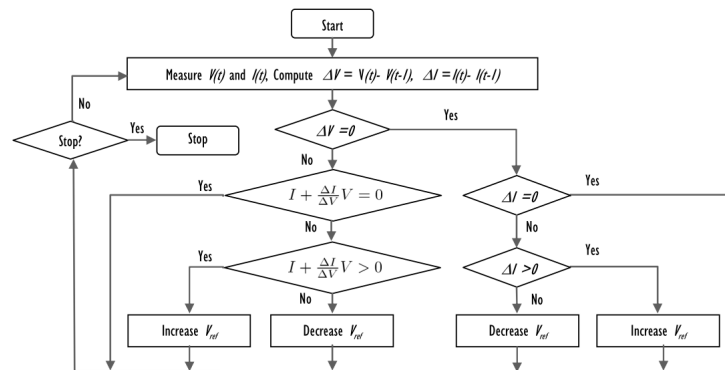 Start
Measure V(t) and I(t), Compute ΔV = V(t)- V(t-1), ΔI = I(t)- I(t-1)
No
Yes
Stop?
Yes
Stop
ΔV =0
No
Yes
I + ΔI/ΔV V = 0
ΔI =0
Yes
No
No
Yes
I + ΔI/ΔV V > 0
ΔI >0
Yes
No
No
Increase Vref
Decrease Vref
Decrease Vref
Increase Vref